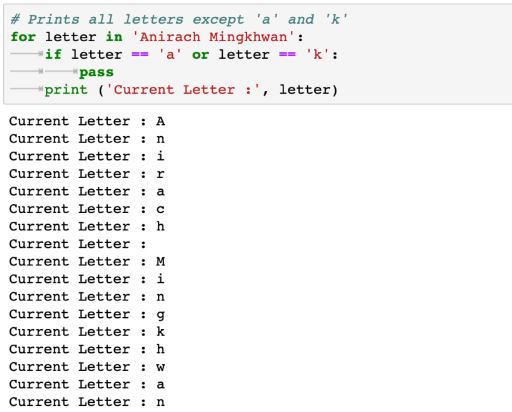 # Prints all letters except 'a' and 'k'
for letter in 'Anirach Mingkhwan':
if letter == 'a' or letter == 'k':
pass
print ('Current Letter :', letter)
Current Letter : A
Current Letter : n
Current Letter : i
Current Letter : r
Current Letter : a
Current Letter : c
Current Letter : h
Current Letter :
Current Letter : M
Current Letter : i
Current Letter : n
Current Letter : g
Current Letter : k
Current Letter : h
Current Letter : w
Current Letter : a
Current Letter : n